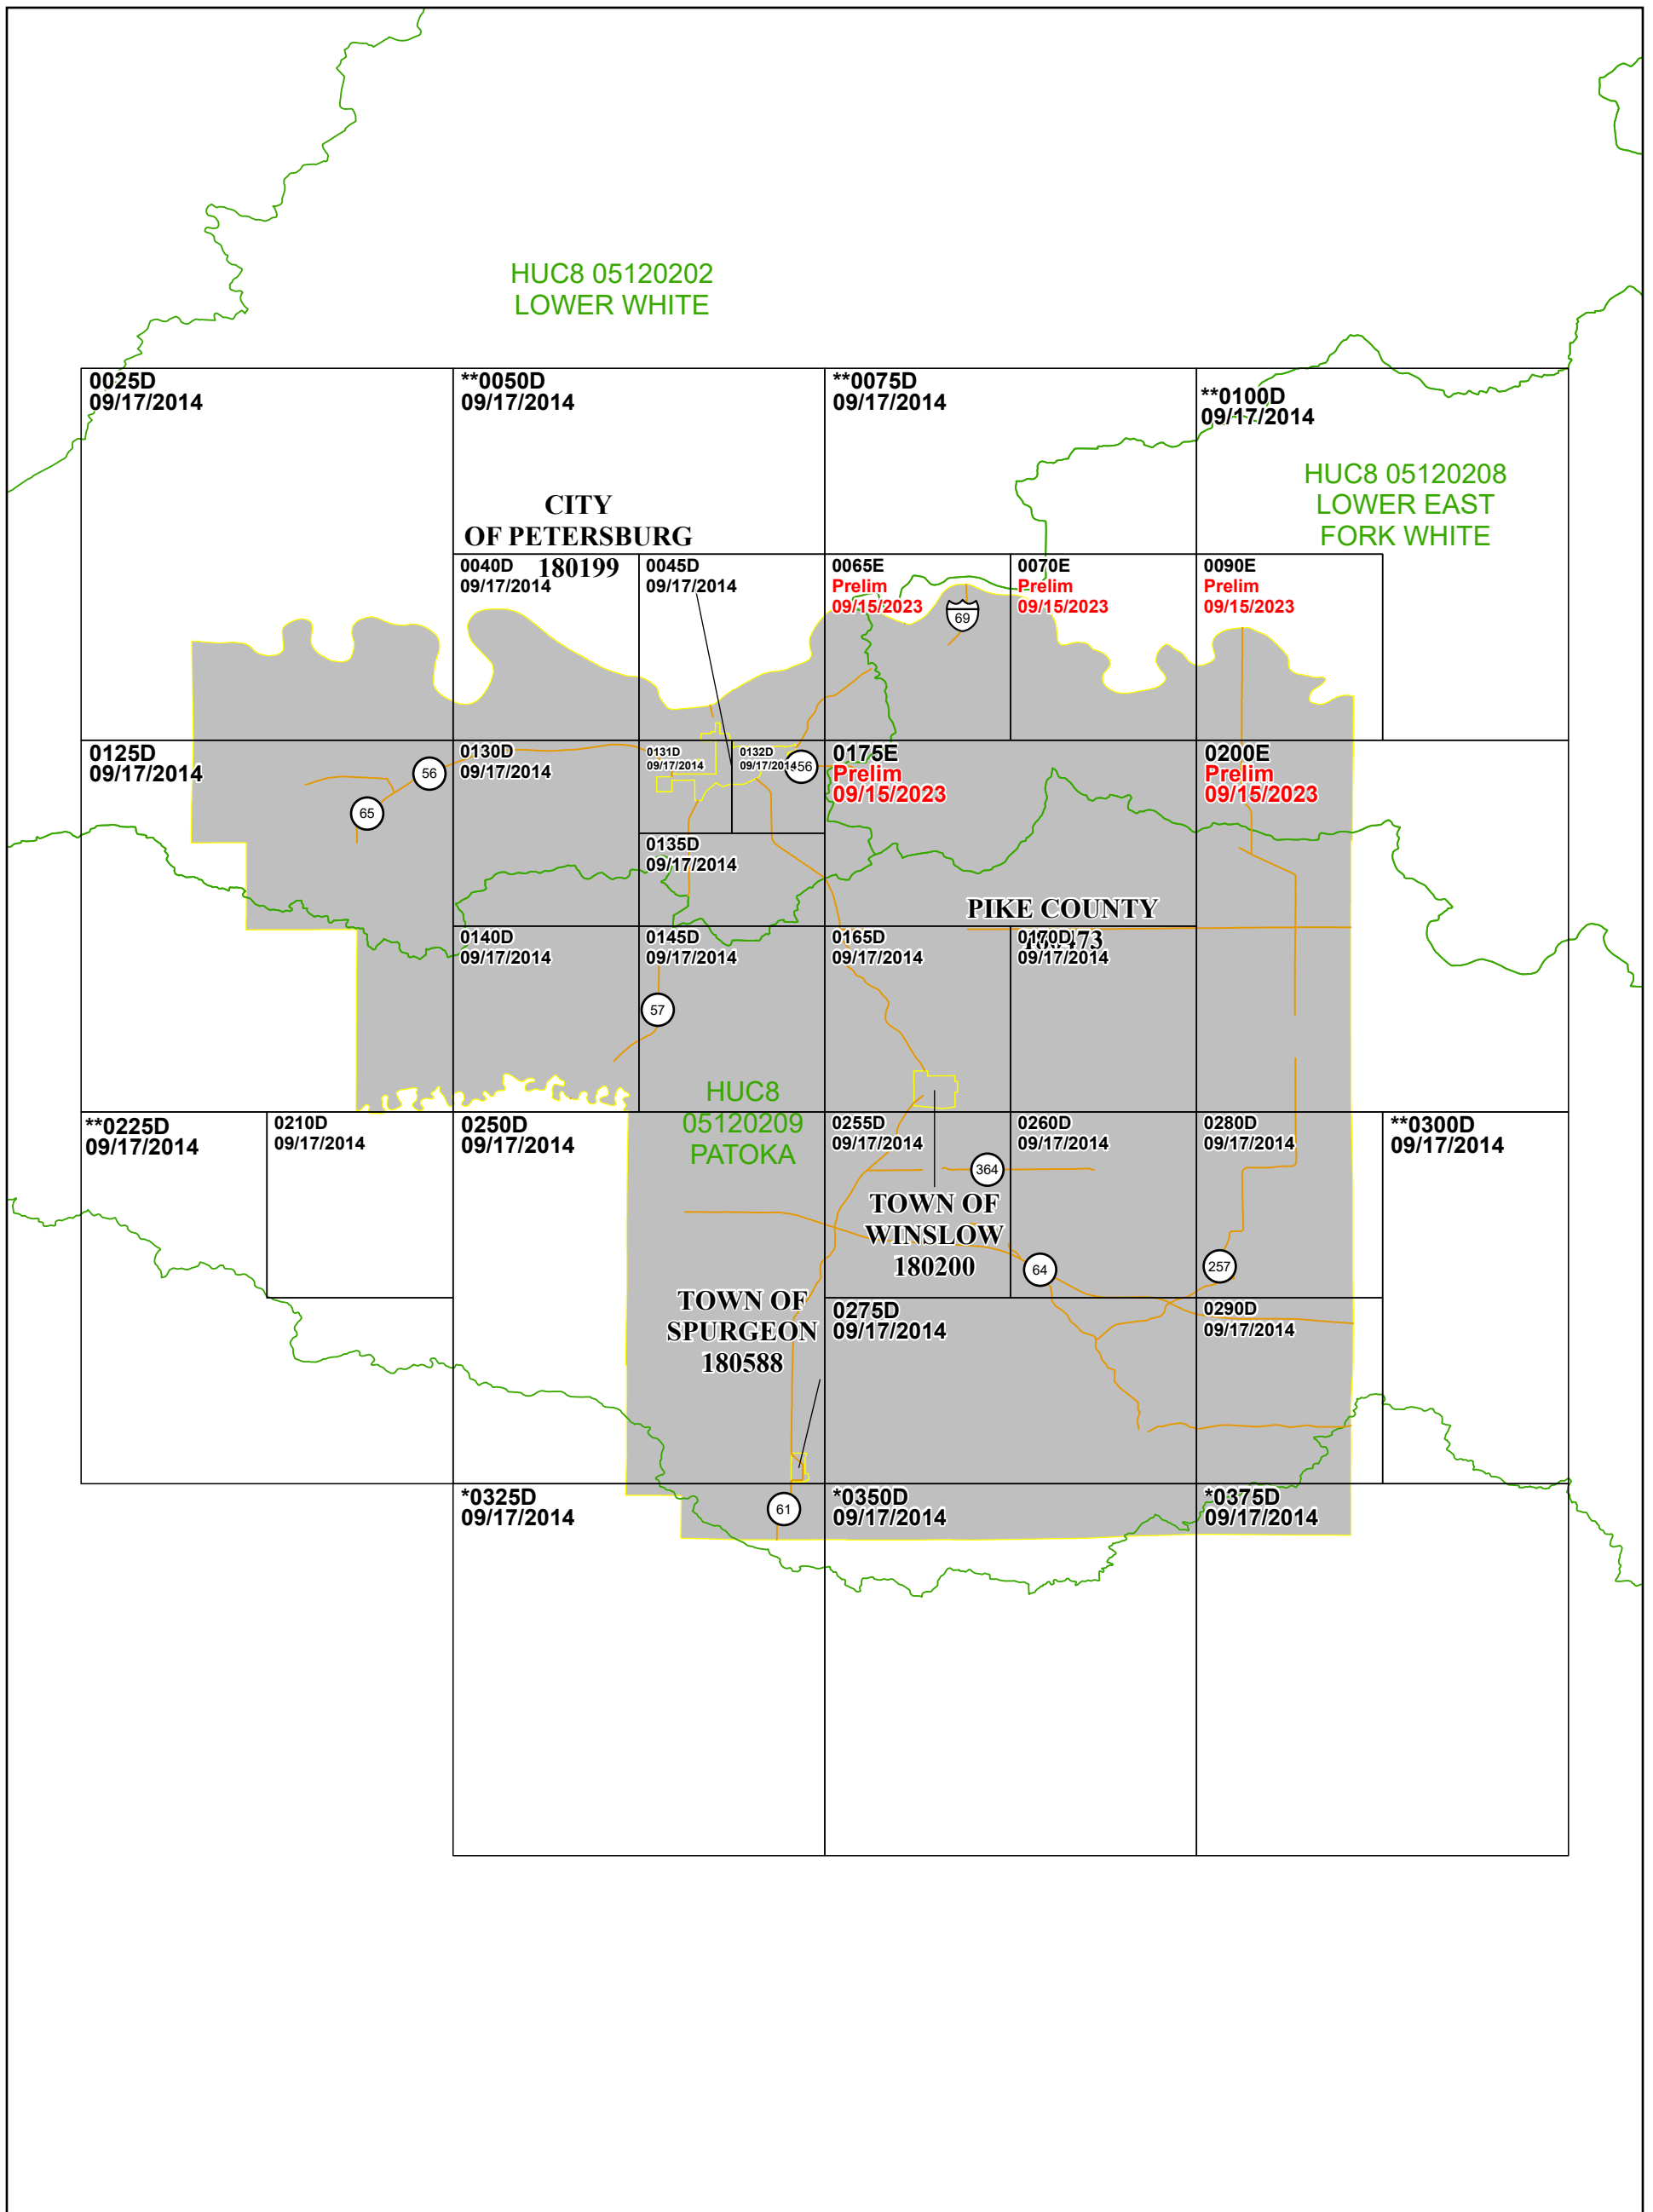 HUC8 05120202
LOWER WHITE
0025D
09/17/2014
**0050D
09/17/2014
**0075D
09/17/2014
**0100D
09/17/2014
HUC8 05120208
LOWER EAST
FORK WHITE
CITY
OF PETERSBURG
180199
0040D
09/17/2014
0045D
09/17/2014
0065E
Prelim
09/15/2023
0070E
Prelim
09/15/2023
0090E
Prelim
09/15/2023
69
0125D
09/17/2014
56
65
0130D
09/17/2014
0131D
09/17/2014
0132D
09/17/2014
356
0175E
Prelim
09/15/2023
0200E
Prelim
09/15/2023
0135D
09/17/2014
PIKE COUNTY
0140D
09/17/2014
0145D
09/17/2014
0165D
09/17/2014
0170D
09/17/2014
57
HUC8
05120209
PATOKA
**0225D
09/17/2014
0210D
09/17/2014
0250D
09/17/2014
0255D
09/17/2014
0260D
09/17/2014
0280D
09/17/2014
**0300D
09/17/2014
364
TOWN OF
WINSLOW
180200
64
257
TOWN OF
SPURGEON
180588
0275D
09/17/2014
0290D
09/17/2014
*0325D
09/17/2014
61
*0350D
09/17/2014
*0375D
09/17/2014